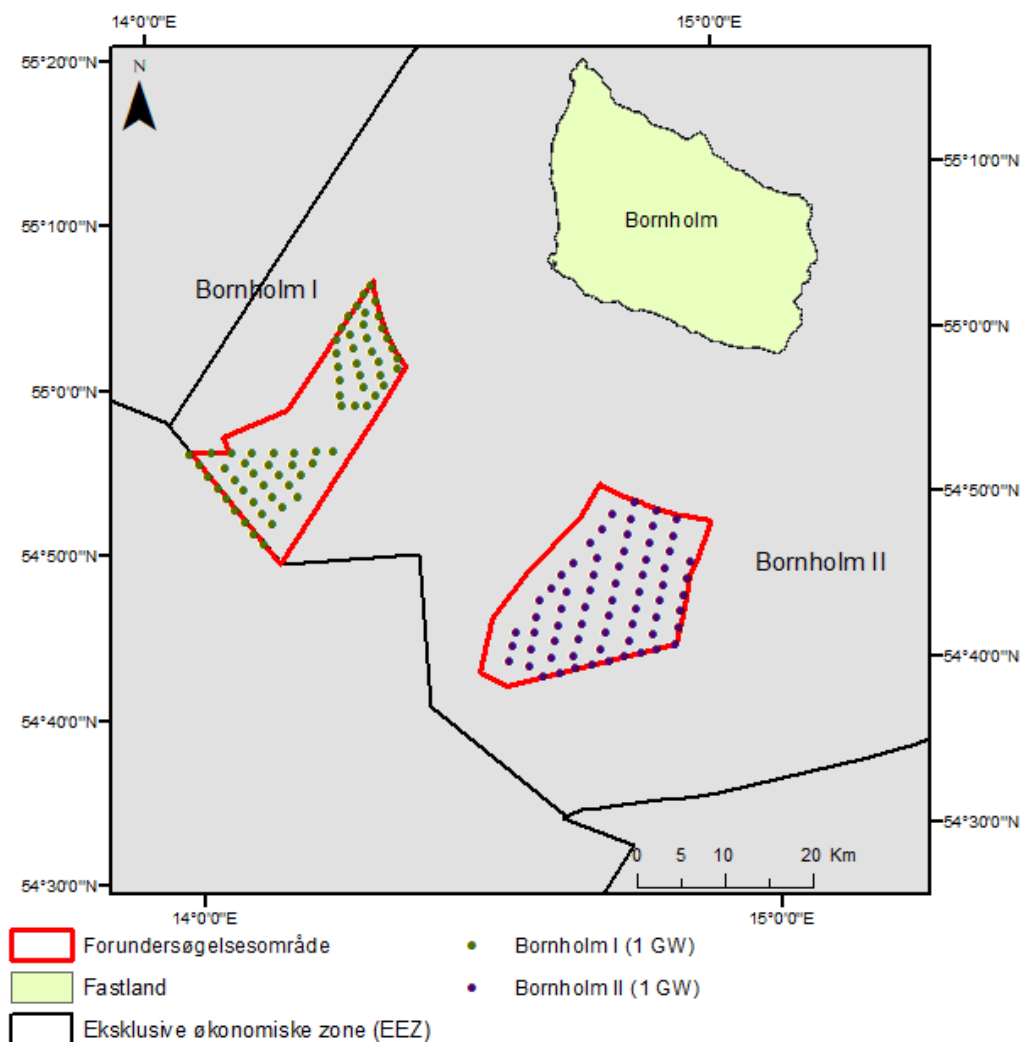 14°0'0"E 15°0'0"E
55°20'0"N
N
55°10'0"N
Bornholm
55°10'0"N
Bornholm I
55°0'0"N
55°0'0"N
54°50'0"N
54°50'0"N
Bornholm II
54°40'0"N
54°40'0"N
54°30'0"N
0 5 10 20 Km
54°30'0"N
14°0'0"E 15°0'0"E
Forundersøgelsesområde
Fastland
Eksklusive økonomiske zone (EEZ)
Bornholm I (1 GW)
Bornholm II (1 GW)